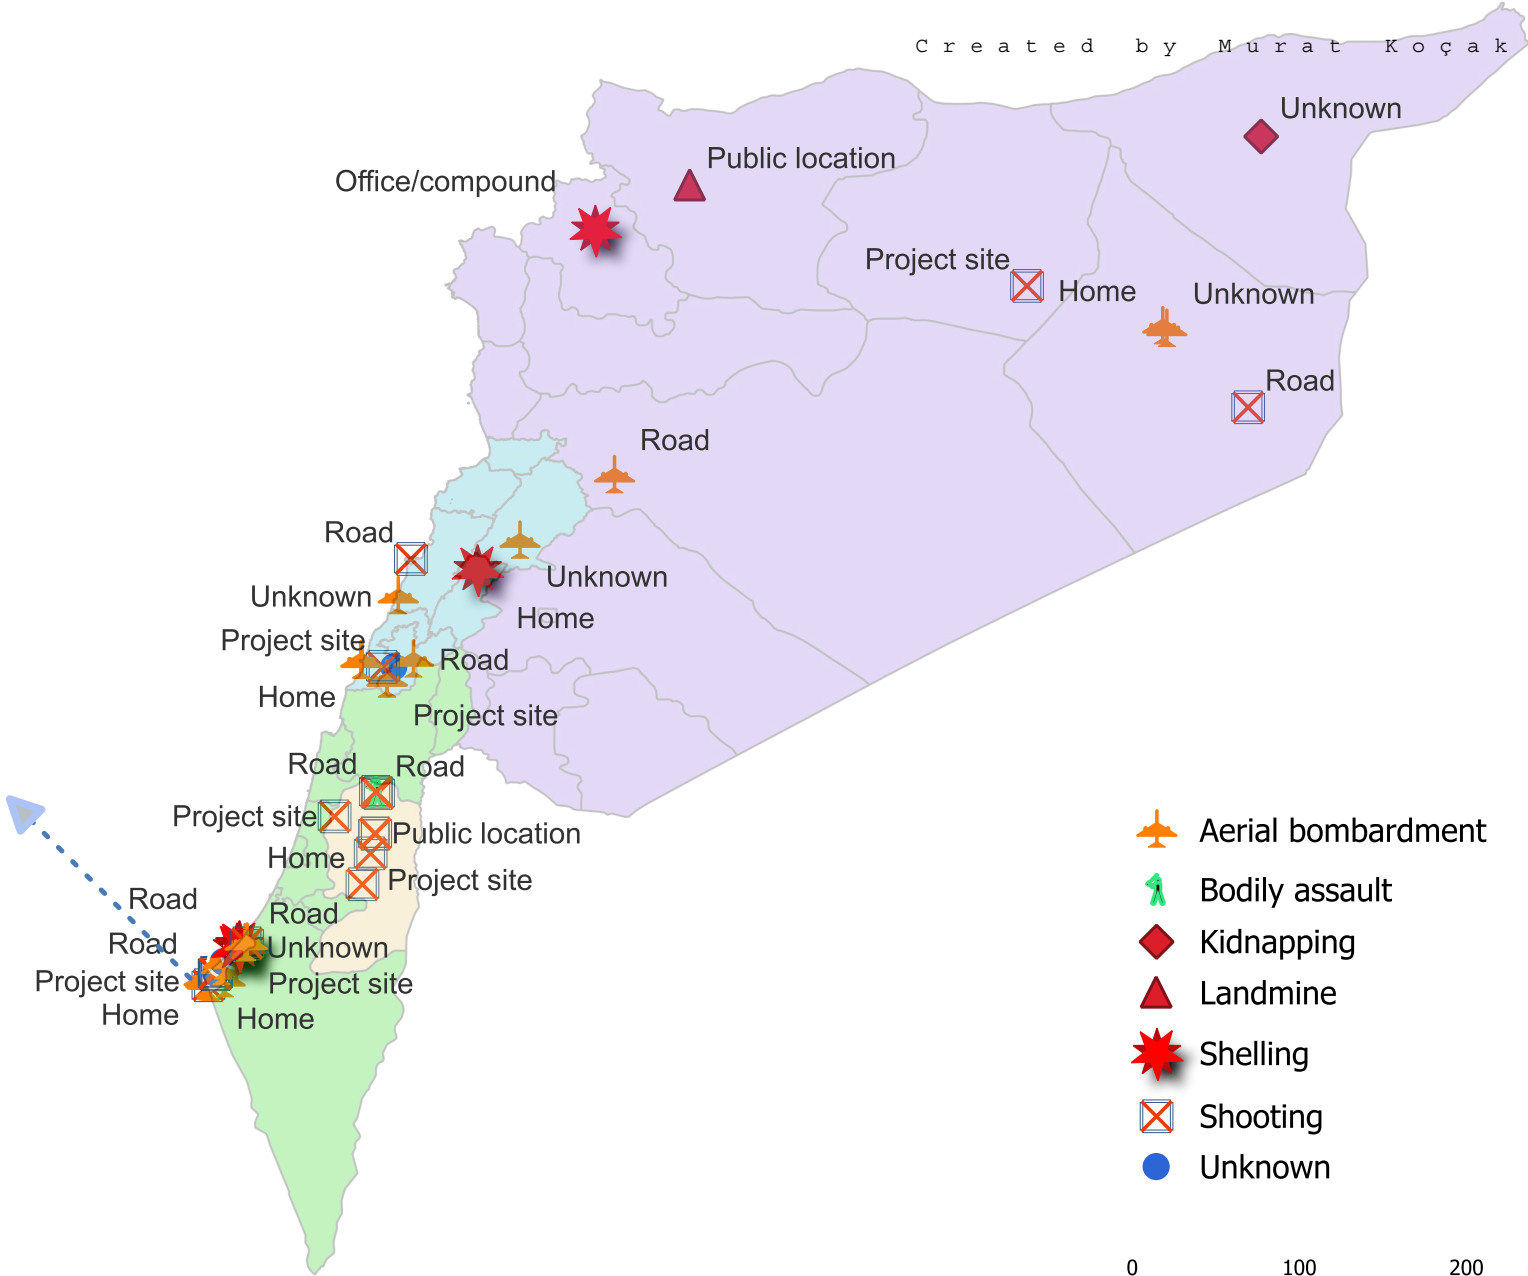 Created by Murat Koçak
Unknown
Public location
Office/compound
Project site
Home
Unknown
Road
Road
Road
Unknown
Unknown
Home
Project site
Road
Home
Project site
Road
Road
Project site
Public location
Home
Project site
Road
Road
Road
Unknown
Project site
Project site
Home
Home
Aerial bombardment
Bodily assault
Kidnapping
Landmine
Shelling
Shooting
Unknown
0 100 200